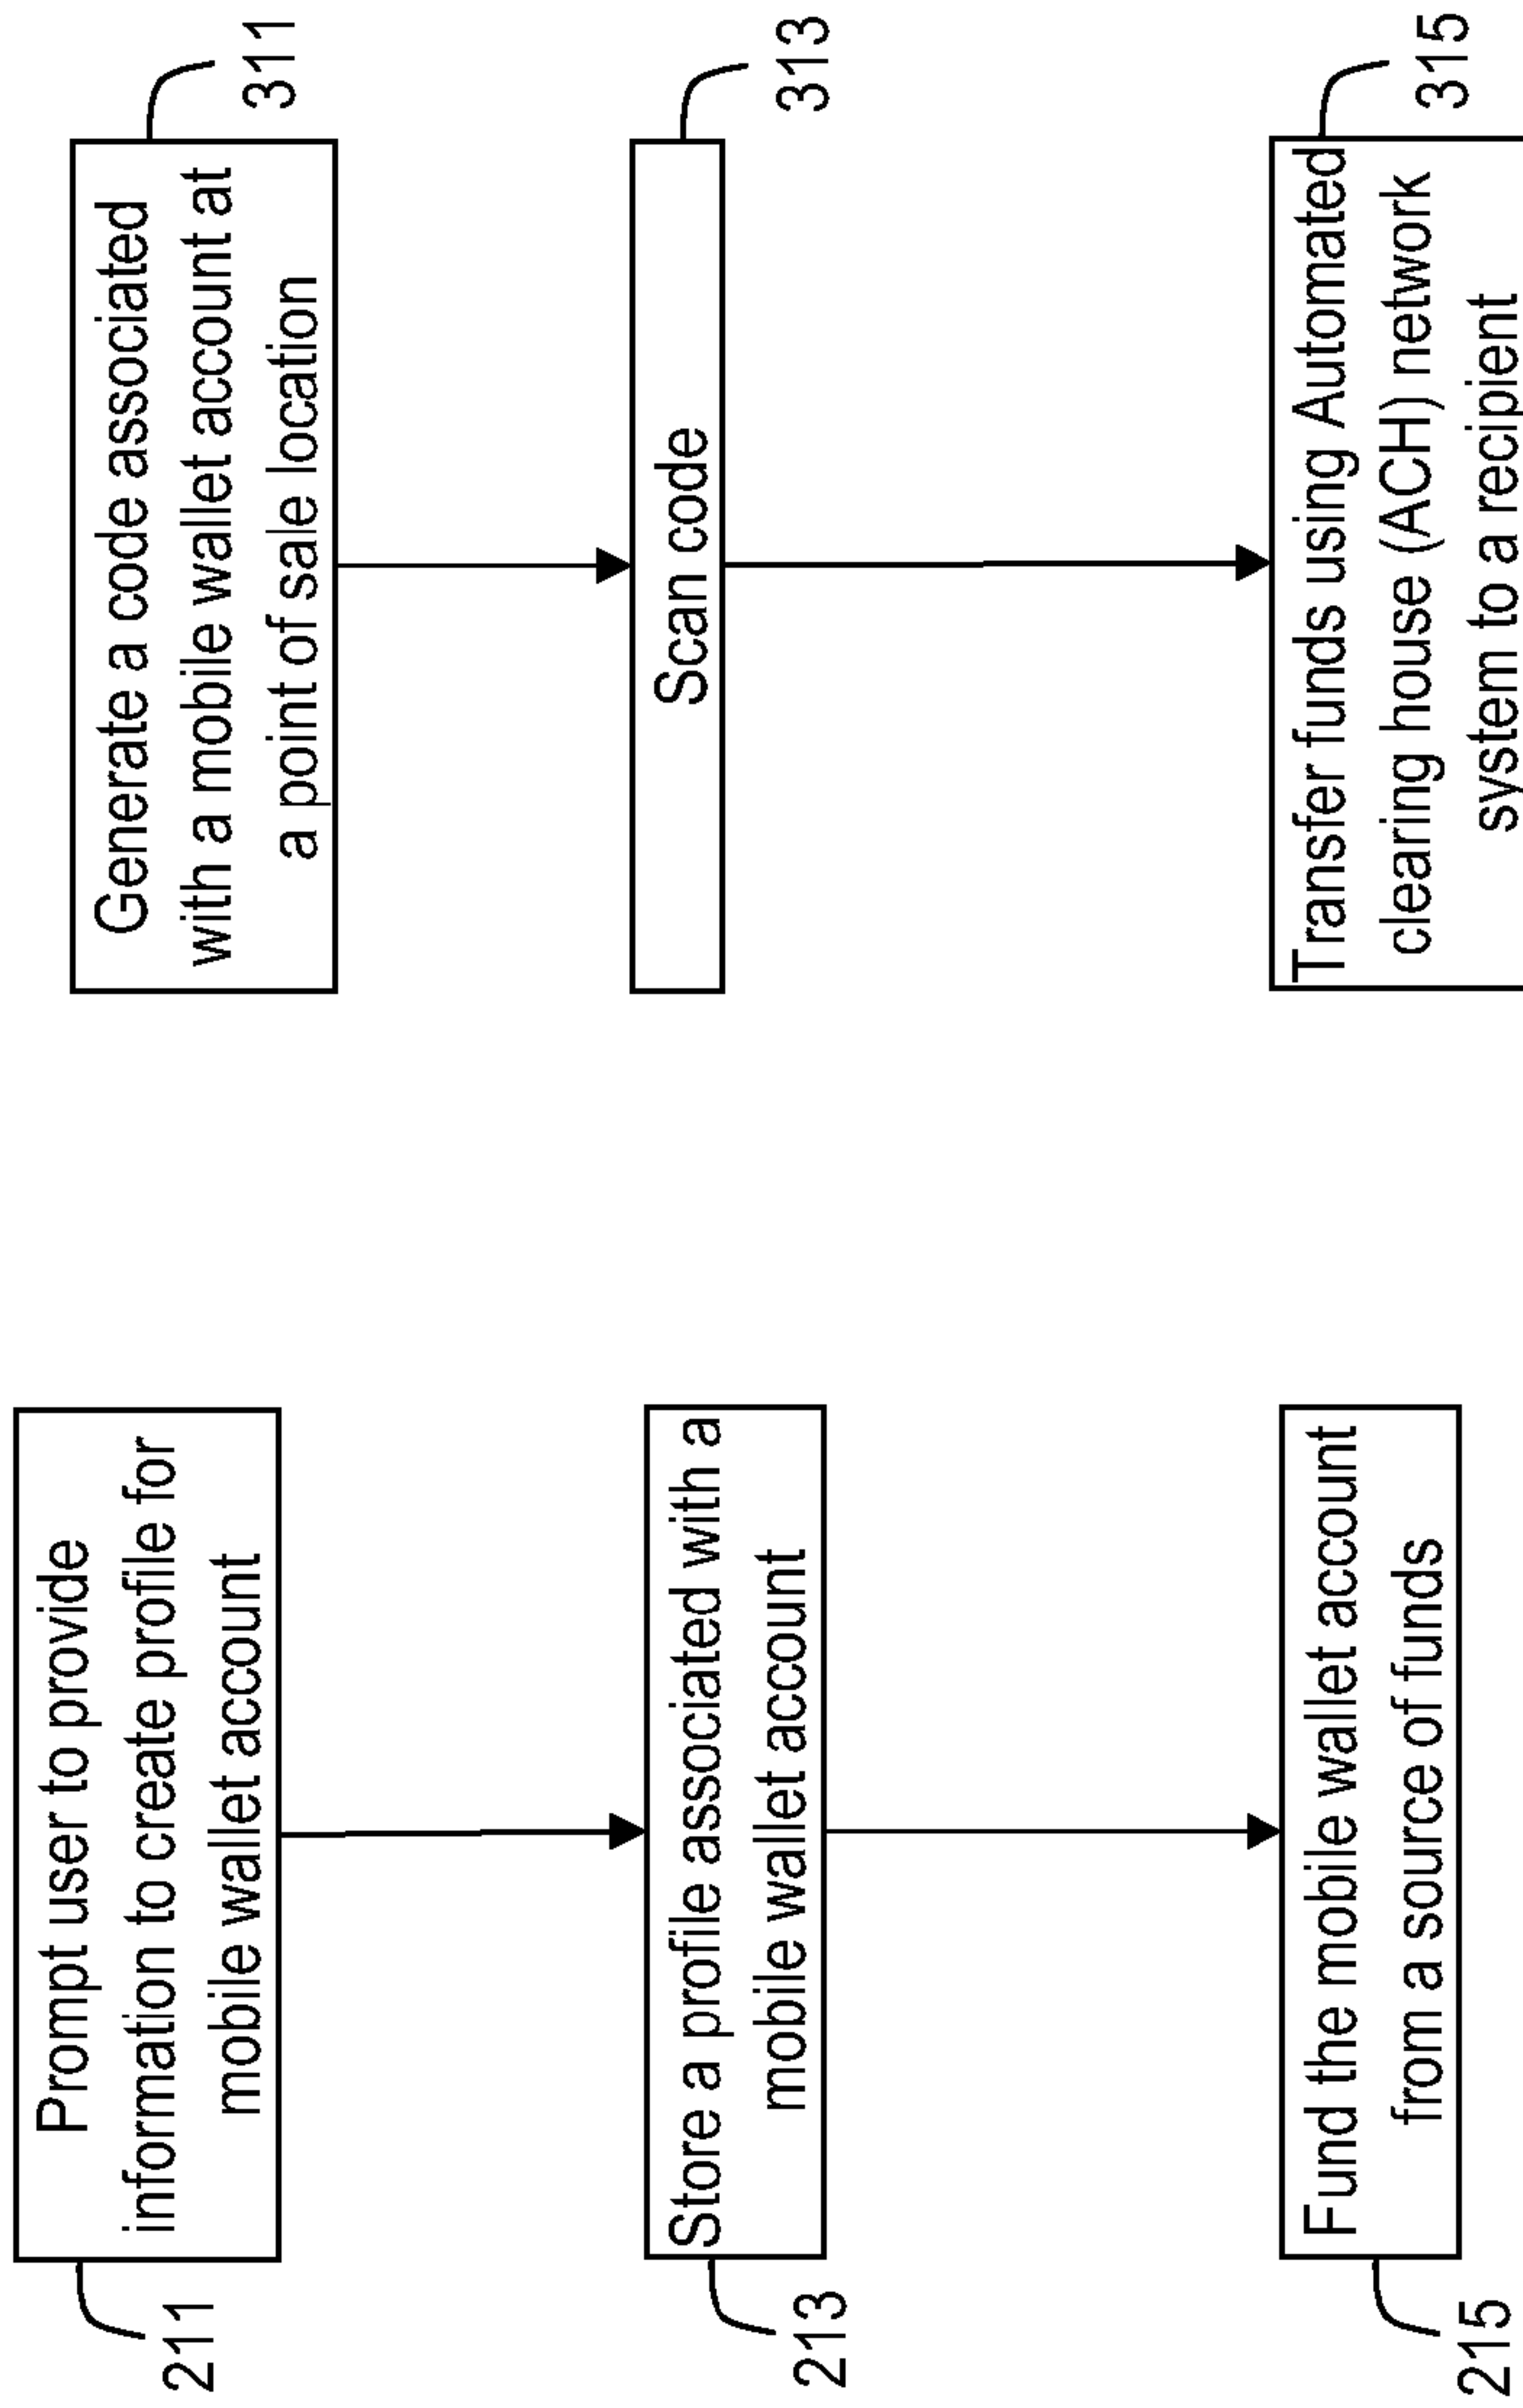 Prompt user to provide
information to create profile for
mobile wallet account
211
Store a profile associated with a
mobile wallet account
213
Fund the mobile wallet account
from a source of funds
215
Generate a code associated
with a mobile wallet account at
a point of sale location
311
Scan code
313
Transfer funds using Automated
clearing house (ACH) network
system to a recipient
315